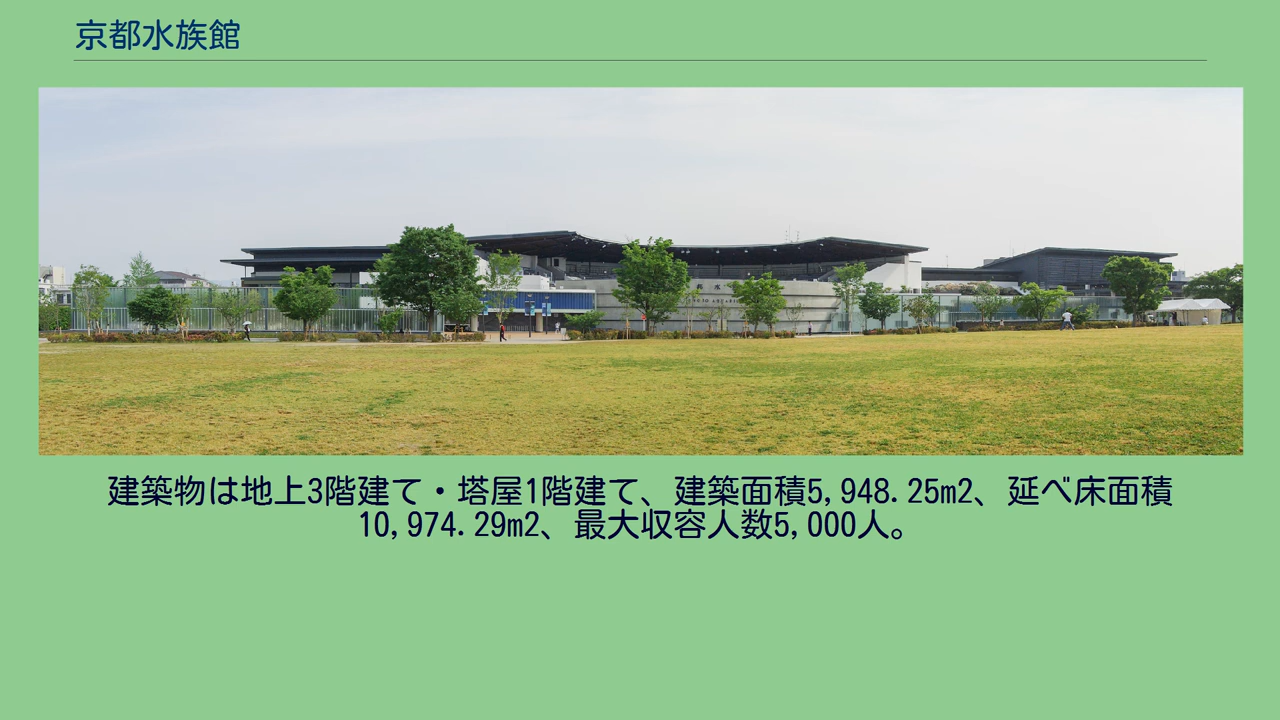 京都水族館
建築物は地上3階建て・塔屋1階建て、建築面積5,948.25m2、延べ床面積
10,974.29m2、最大収容人数5,000人。